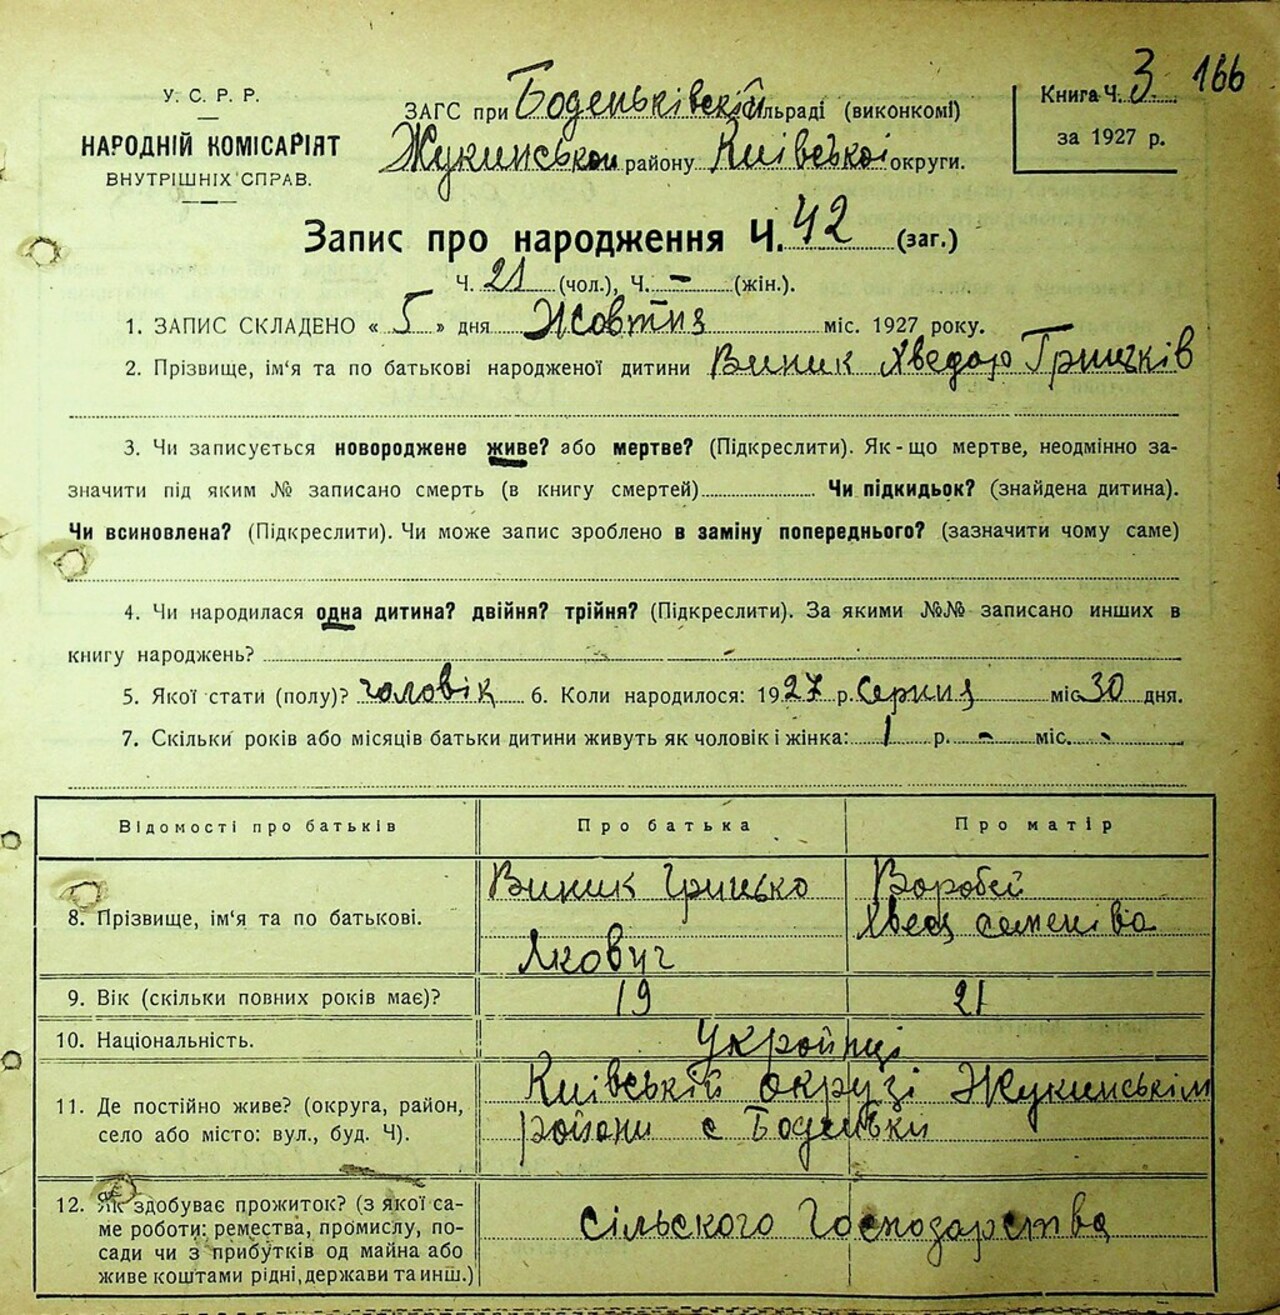 У. С. Р. Р.
НАРОДНІЙ КОМІСАРІЯТ
ВНУТРІШНІХ СПРАВ.
ЗАГС при Боденьківскій сільраді (виконкомі)
Жукинської району Київської округи.
Книга Ч. 3 166
за 1927 р.
Запис про народження Ч. 42 (заг.)
Ч. 21 (чол.), Ч. - (жін.).
1. ЗАПИС СКЛАДЕНО « 5 » дня Жовтня міс. 1927 року.
2. Прізвище, ім'я та по батькові народженої дитини Виник Хведор Грицків
3. Чи записується новороджене живе? або мертве? (Підкреслити). Як-що мертве, неодмінно за-
значити під яким № записано смерть (в книгу смертей) Чи підкидьок? (знайдена дитина).
Чи всиновлена? (Підкреслити). Чи може запис зроблено в заміну попереднього? (зазначити чому саме)
4. Чи народилася одна дитина? двійня? трійня? (Підкреслити). За якими №№ записано инших в
книгу народжень?
5. Якої стати (полу)? чоловік 6. Коли народилося: 1927 р. Серпня міс 30 дня.
7. Скільки років або місяців батьки дитини живуть як чоловік і жінка: 1 р. - міс. -
Відомості про батьків Про батька Про матір
8. Прізвище, ім'я та по батькові. Виник Грицько Якович Воробей Хвеся семенівa
9. Вік (скільки повних років має)? 19 21
10. Національність. Укройнці
11. Де постійно живе? (округа, район,
село або місто: вул., буд. Ч).
Київській окрузі Жукинським
районі с Боденьки
12. Як здобуває прожиток? (з якої са-
ме роботи: ремества, промислу, по-
сади чи з прибутків од майна або
живе коштами рідні, держави та инш.)
сільского Господарства